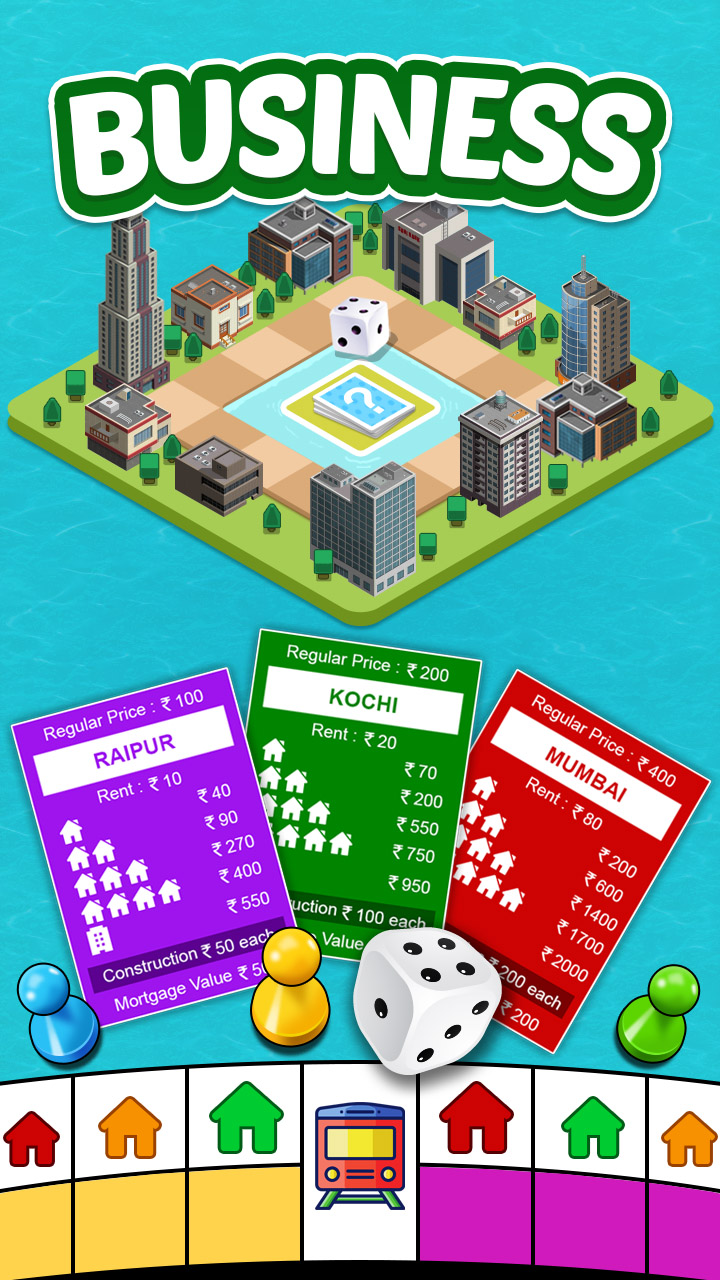 BUSINESS
?
Regular Price : ₹ 100
RAIPUR
Rent : ₹ 10
₹ 40
₹ 90
₹ 270
₹ 400
₹ 550
Construction ₹ 50 each
Mortgage Value ₹ 50
Regular Price : ₹ 200
KOCHI
Rent : ₹ 20
₹ 70
₹ 200
₹ 550
₹ 750
₹ 950
uction ₹ 100 each
Value
Regular Price : ₹ 400
MUMBAI
Rent : ₹ 80
₹ 200
₹ 600
₹ 1400
₹ 1700
₹ 2000
₹ 200 each
₹ 200